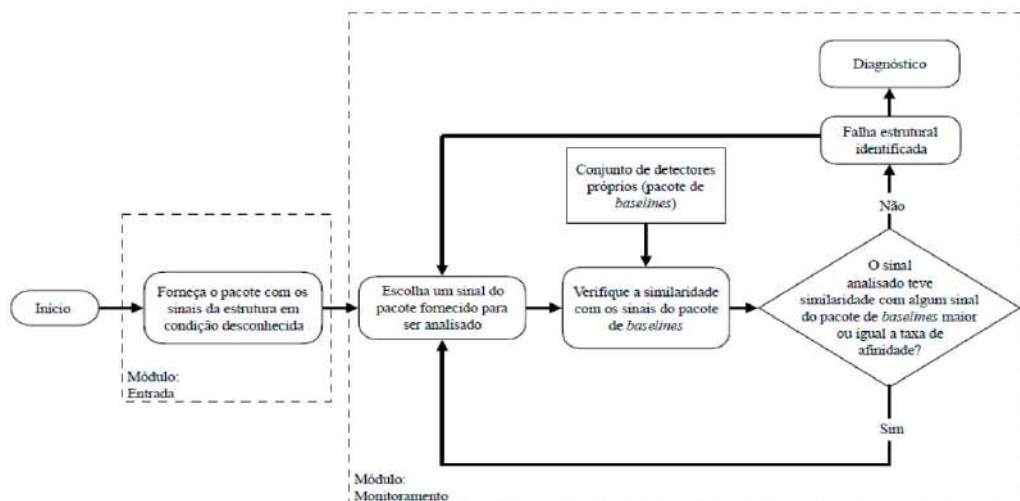 Início
Forneça o pacote com os
sinais da estrutura em
condição desconhecida
Módulo:
Entrada
Escolha um sinal do
pacote fornecido para
ser analisado
Conjunto de detectores
próprios (pacote de
baselines)
Verifique a similaridade
com os sinais do pacote
de baselines
O sinal
analisado teve
similaridade com algum sinal
do pacote de baselines maior
ou igual a taxa de
afinidade?
Não
Falha estrutural
identificada
Diagnóstico
Sim
Módulo:
Monitoramento